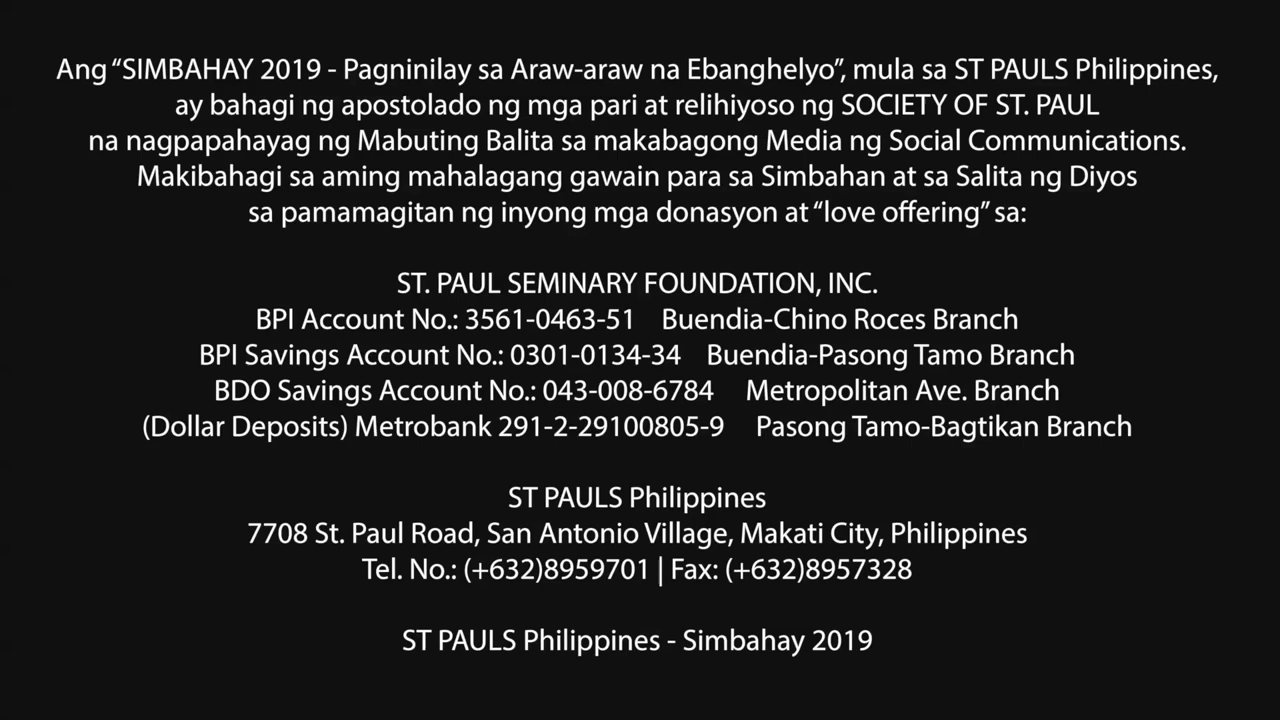 Ang “SIMBAHAY 2019 - Pagninilay sa Araw-araw na Ebanghelyo”, mula sa ST PAULS Philippines,
ay bahagi ng apostolado ng mga pari at relihiyoso ng SOCIETY OF ST. PAUL
na nagpapahayag ng Mabuting Balita sa makabagong Media ng Social Communications.
Makibahagi sa aming mahalagang gawain para sa Simbahan at sa Salita ng Diyos
sa pamamagitan ng inyong mga donasyon at “love offering” sa:
ST. PAUL SEMINARY FOUNDATION, INC.
BPI Account No.: 3561-0463-51 Buendia-Chino Roces Branch
BPI Savings Account No.: 0301-0134-34 Buendia-Pasong Tamo Branch
BDO Savings Account No.: 043-008-6784 Metropolitan Ave. Branch
(Dollar Deposits) Metrobank 291-2-29100805-9 Pasong Tamo-Bagtikan Branch
ST PAULS Philippines
7708 St. Paul Road, San Antonio Village, Makati City, Philippines
Tel. No.: (+632)8959701 | Fax: (+632)8957328
ST PAULS Philippines - Simbahay 2019